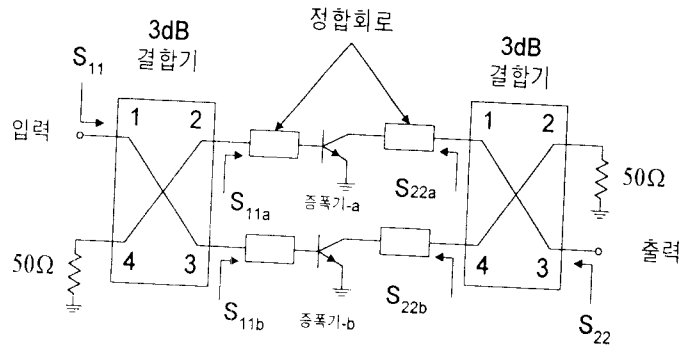 정합회로
3dB
결합기
3dB
결합기
S11
입력
1
2
1
2
S11a
증폭기-a
S22a
50Ω
50Ω
4
3
4
3
출력
S11b
증폭기-b
S22b
S22